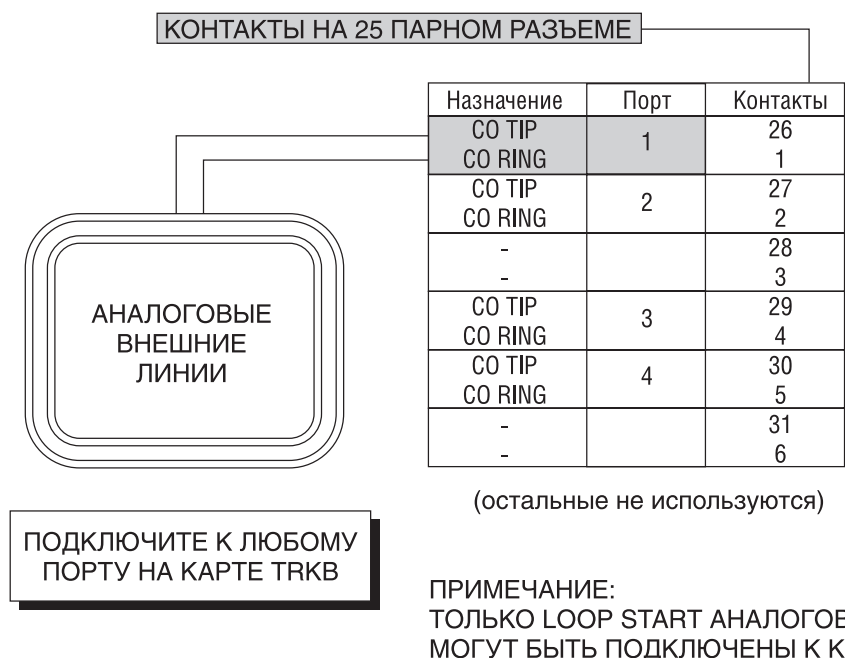 КОНТАКТЫ НА 25 ПАРНОМ РАЗЪЕМЕ
Назначение Порт Контакты
CO TIP 1 26
CO RING 1
CO TIP 2 27
CO RING 2
- 28
- 3
CO TIP 3 29
CO RING 4
CO TIP 4 30
CO RING 5
- 31
- 6
(остальные не используются)
АНАЛОГОВЫЕ
ВНЕШНИЕ
ЛИНИИ
ПОДКЛЮЧИТЕ К ЛЮБОМУ
ПОРТУ НА КАРТЕ TRKB
ПРИМЕЧАНИЕ:
ТОЛЬКО LOOP START
МОГУТ БЫТЬ ПОДКЛЮЧЕНЫ К